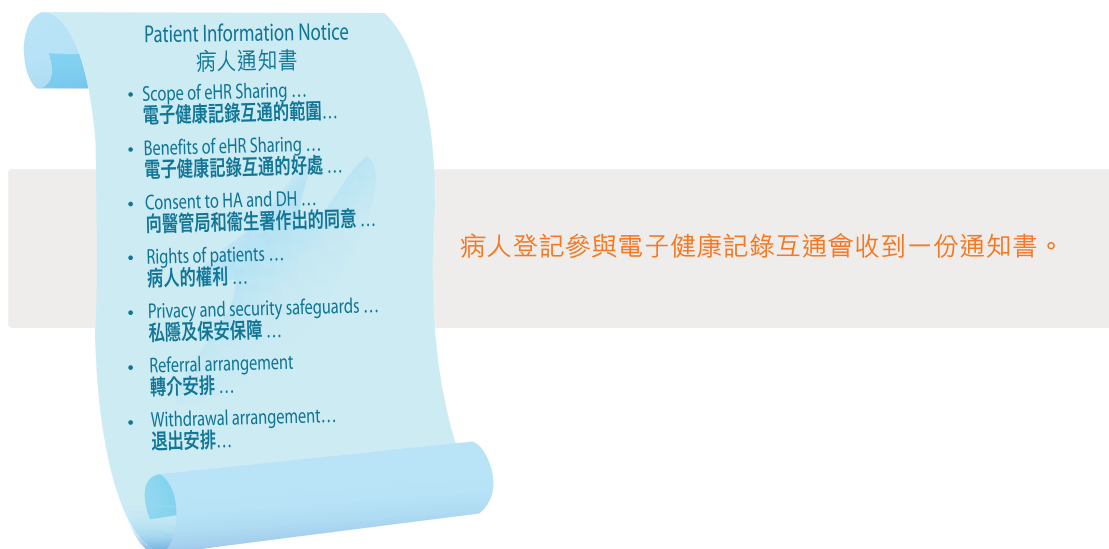 Patient Information Notice
病人通知書
• Scope of eHR Sharing …
電子健康記錄互通的範圍…
• Benefits of eHR Sharing …
電子健康記錄互通的好處 …
• Consent to HA and DH …
向醫管局和衞生署作出的同意 …
• Rights of patients …
病人的權利 …
• Privacy and security safeguards …
私隱及保安保障 …
• Referral arrangement
轉介安排 …
• Withdrawal arrangement…
退出安排…
病人登記參與電子健康記錄互通會收到一份通知書。